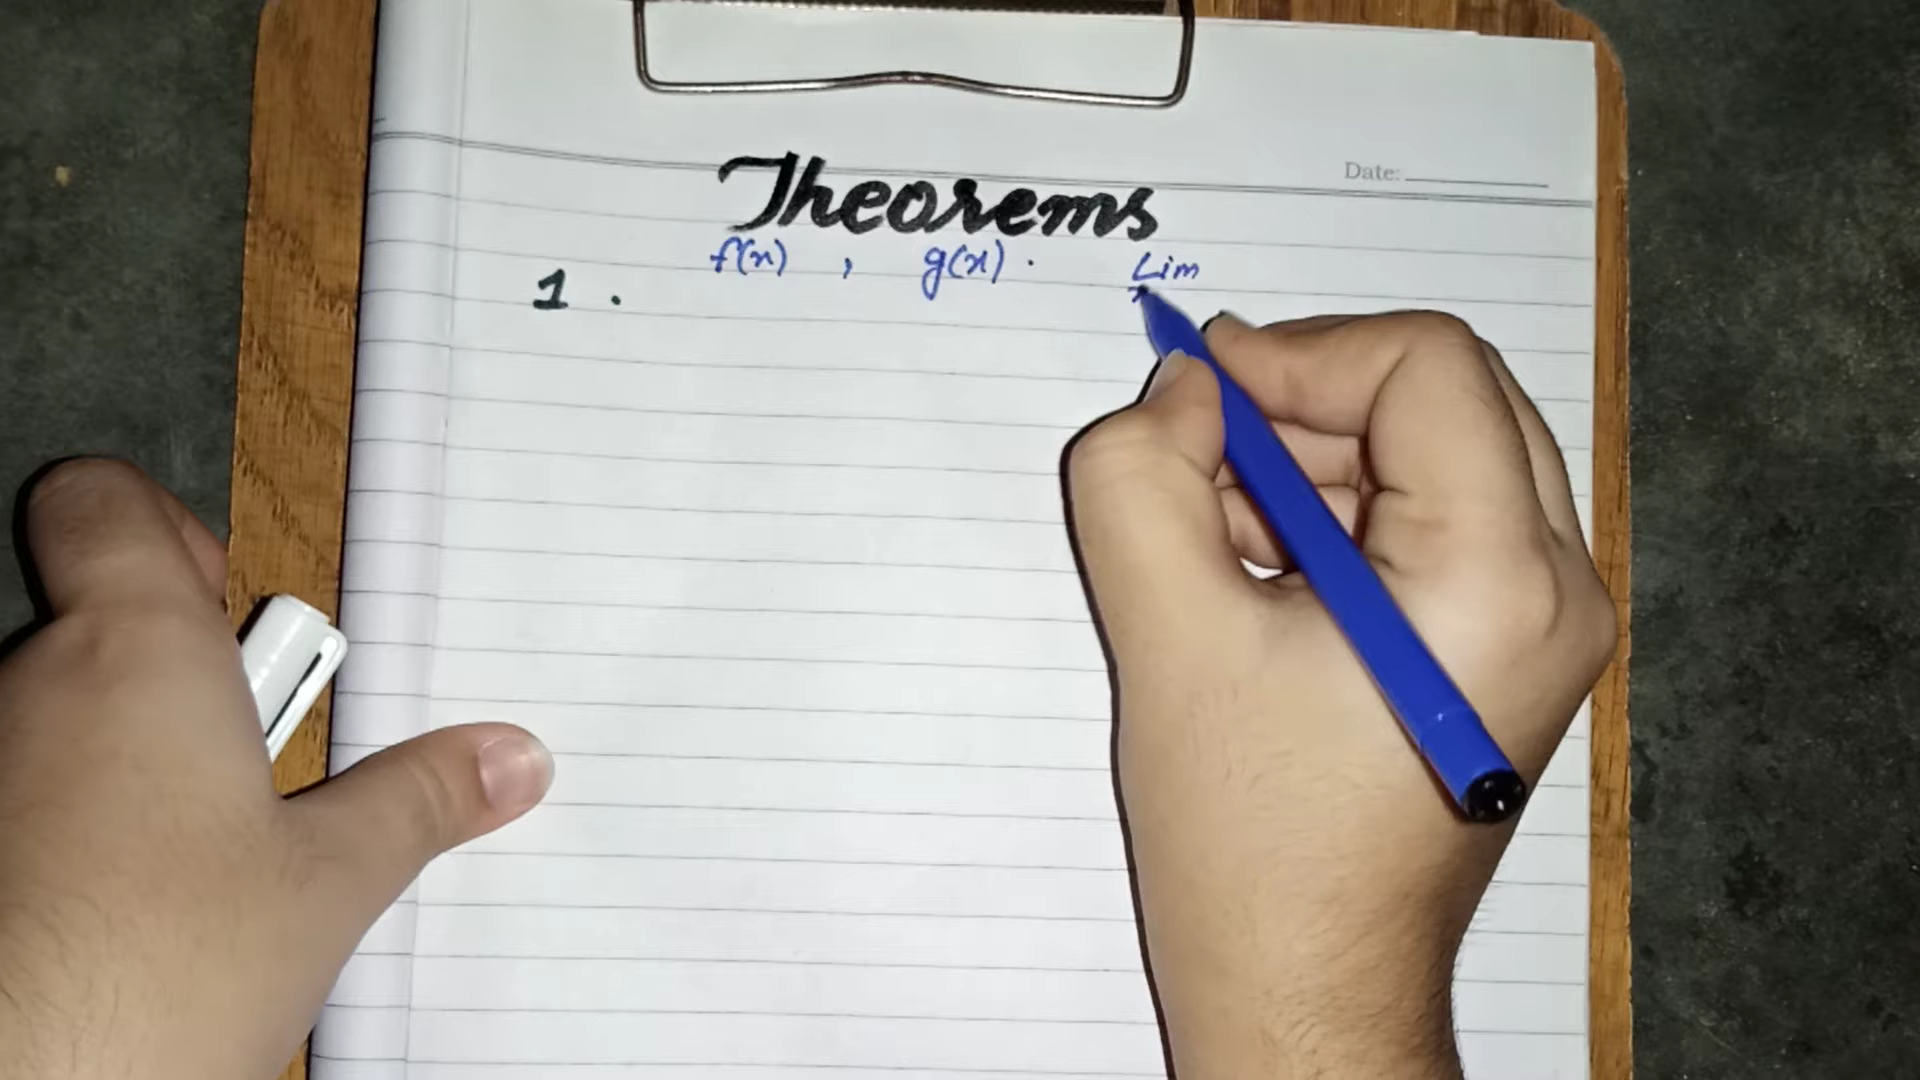 Date:
Theorems
f(x) , g(x) . Lim
x
1 .